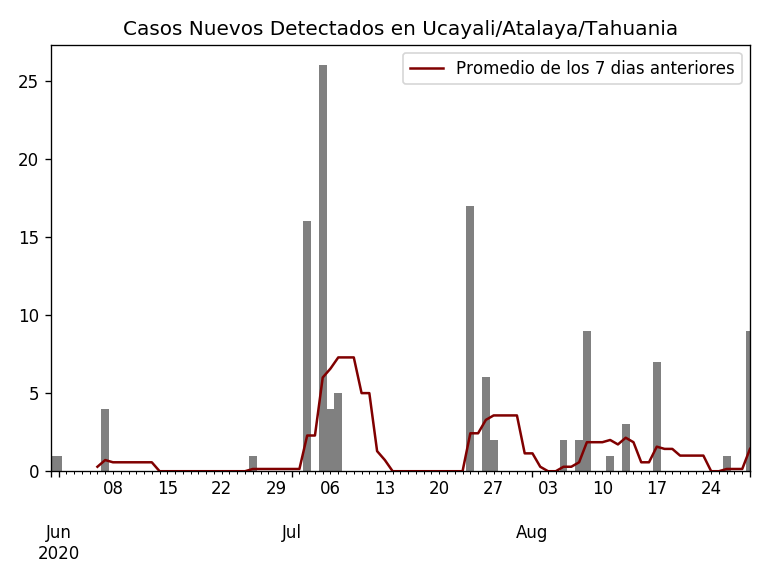 Casos Nuevos Detectados en Ucayali/Atalaya/Tahuania
Promedio de los 7 dias anteriores
25
20
15
10
5
0
08 15 22 29 06 13 20 27 03 10 17 24
Jun Jul Aug
2020